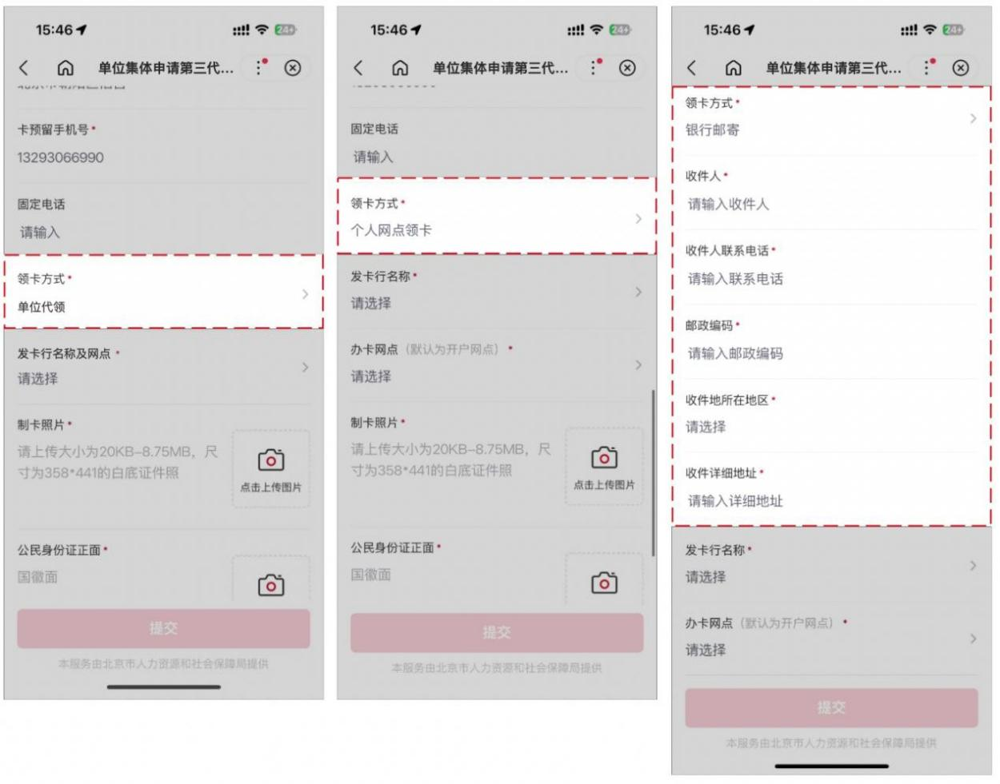 15:46
24+
单位集体申请第三代...
卡预留手机号*
13293066990
固定电话
请输入
领卡方式*
单位代领
发卡行名称及网点 *
请选择
制卡照片*
请上传大小为20KB-8.75MB，尺
寸为358*441的白底证件照
点击上传图片
公民身份证正面*
国徽面
提交
本服务由北京市人力资源和社会保障局提供
15:46
24+
单位集体申请第三代...
固定电话
请输入
领卡方式*
个人网点领卡
发卡行名称*
请选择
办卡网点（默认为开户网点） *
请选择
制卡照片*
请上传大小为20KB-8.75MB，尺
寸为358*441的白底证件照
点击上传图片
公民身份证正面*
国徽面
提交
本服务由北京市人力资源和社会保障局提供
15:46
24+
单位集体申请第三代...
领卡方式*
银行邮寄
收件人*
请输入收件人
收件人联系电话*
请输入联系电话
邮政编码*
请输入邮政编码
收件地所在地区*
请选择
收件详细地址*
请输入详细地址
发卡行名称*
请选择
办卡网点（默认为开户网点） *
请选择
提交
本服务由北京市人力资源和社会保障局提供